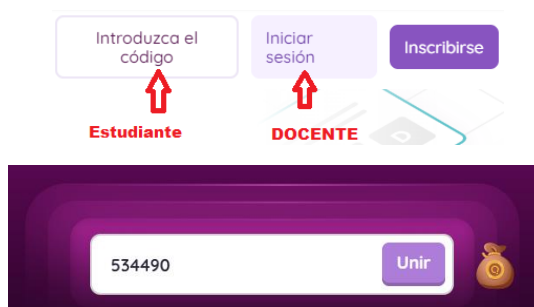 Introduzca el
código
Iniciar
sesión
Inscribirse
Estudiante
DOCENTE
534490
Unir